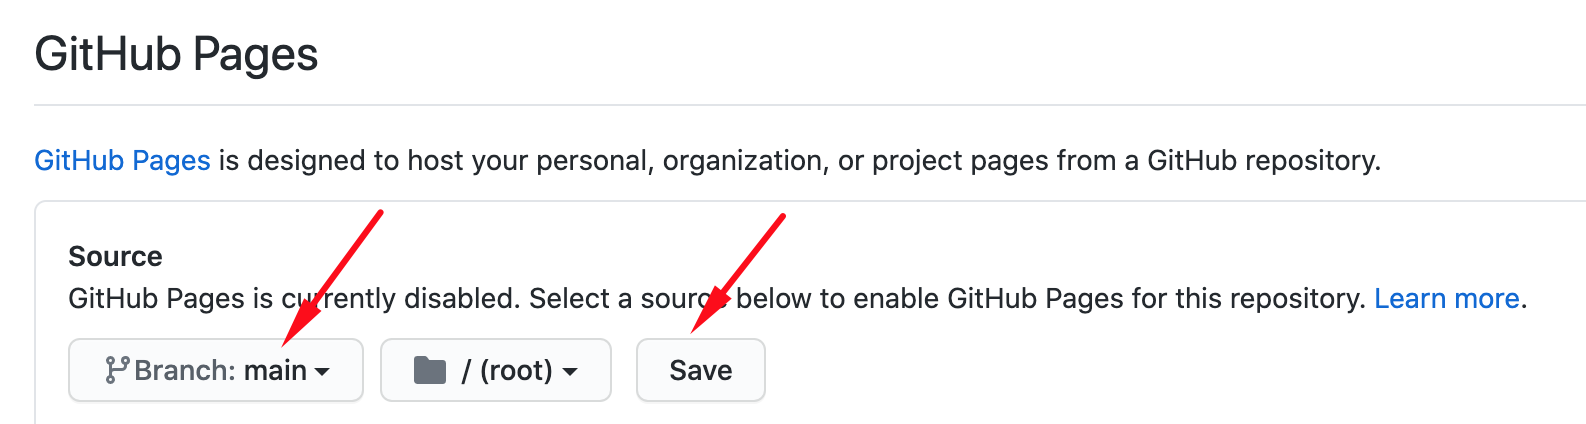 GitHub Pages
GitHub Pages is designed to host your personal, organization, or project pages from a GitHub repository.
Source
GitHub Pages is currently disabled. Select a source below to enable GitHub Pages for this repository. Learn more.
Branch: main / (root) Save